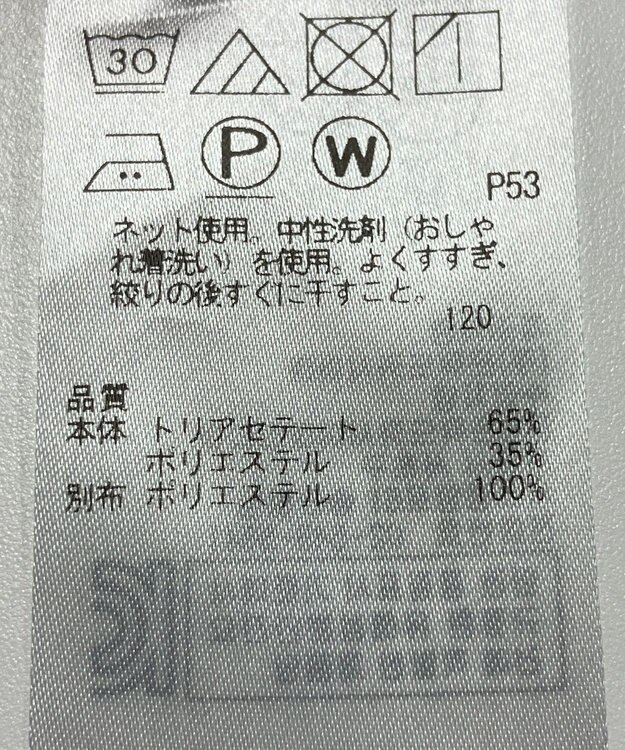 30
P W
P53
ネット使用。中性洗剤（おしゃ
れ着洗い）を使用。よくすすぎ、
絞りの後すぐに干すこと。
120
品質
本体 トリアセテート 65%
ポリエステル 35%
別布 ポリエステル 100%